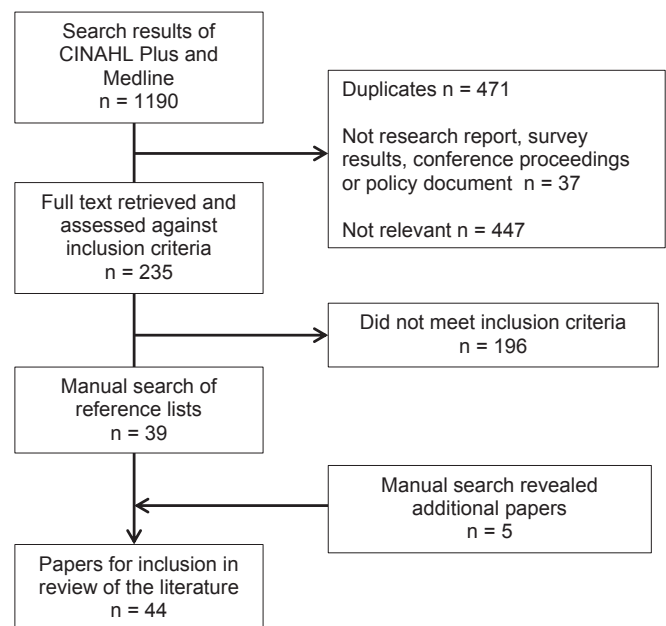 Search results of
CINAHL Plus and
Medline
n = 1190
Duplicates n = 471
Not research report, survey
results, conference proceedings
or policy document n = 37
Not relevant n = 447
Full text retrieved and
assessed against
inclusion criteria
n = 235
Did not meet inclusion criteria
n = 196
Manual search of
reference lists
n = 39
Manual search revealed
additional papers
n = 5
Papers for inclusion in
review of the literature
n = 44